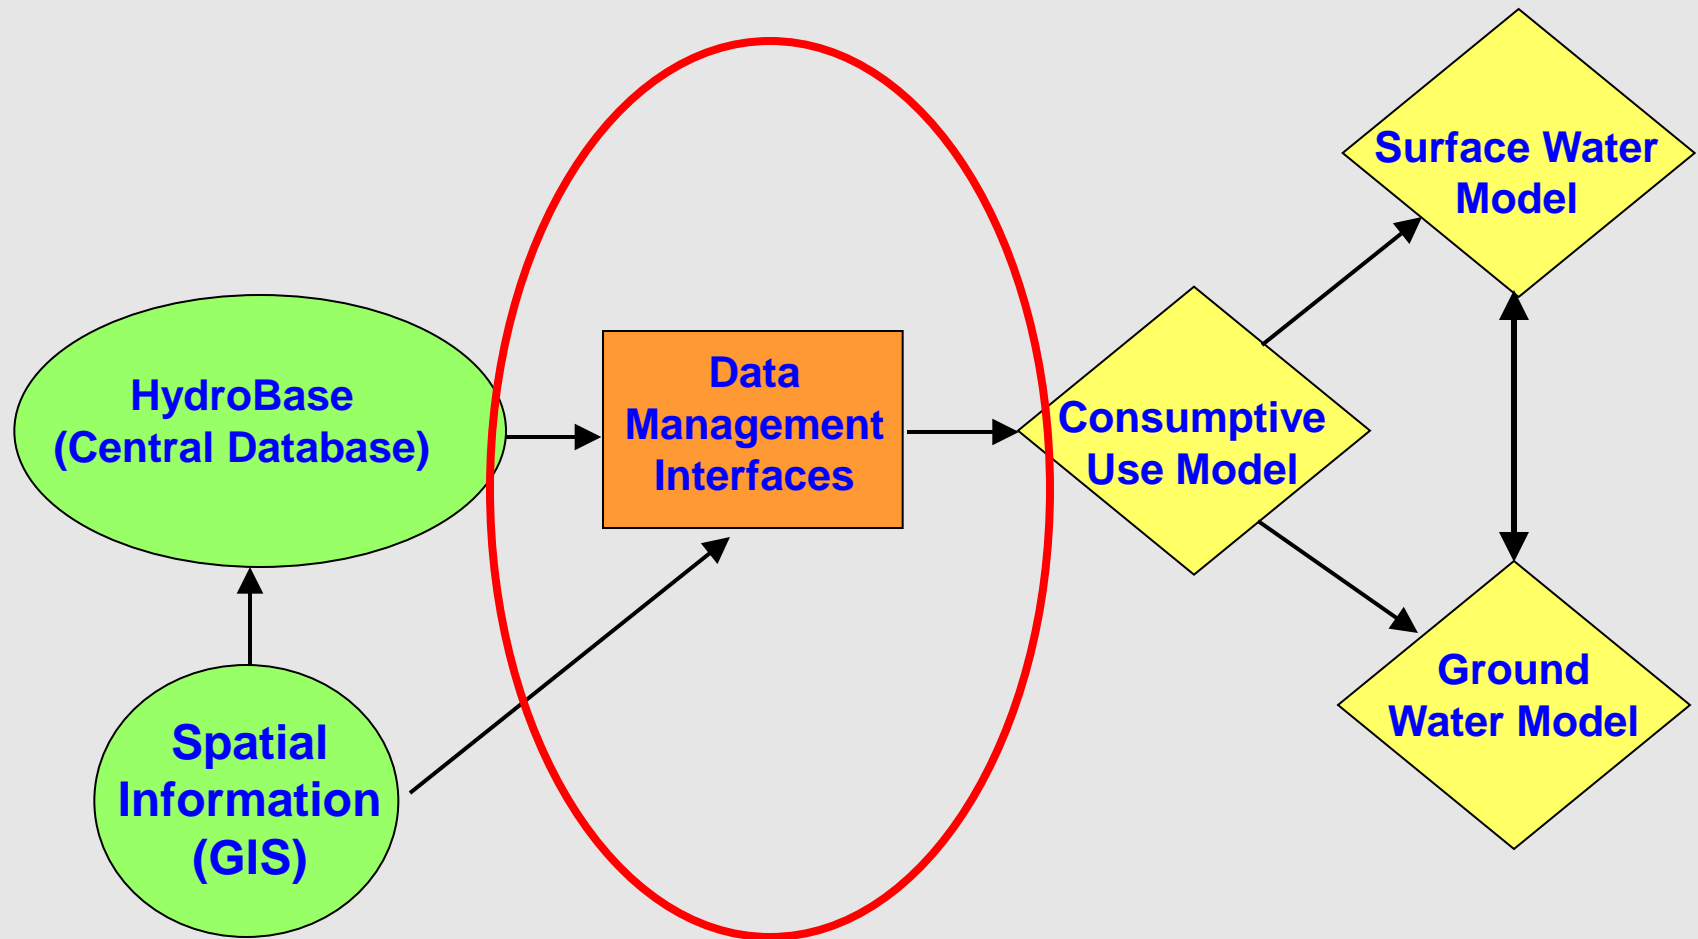 HydroBase
(Central Database)
Spatial
Information
(GIS)
Data
Management
Interfaces
Consumptive
Use Model
Surface Water
Model
Ground
Water Model